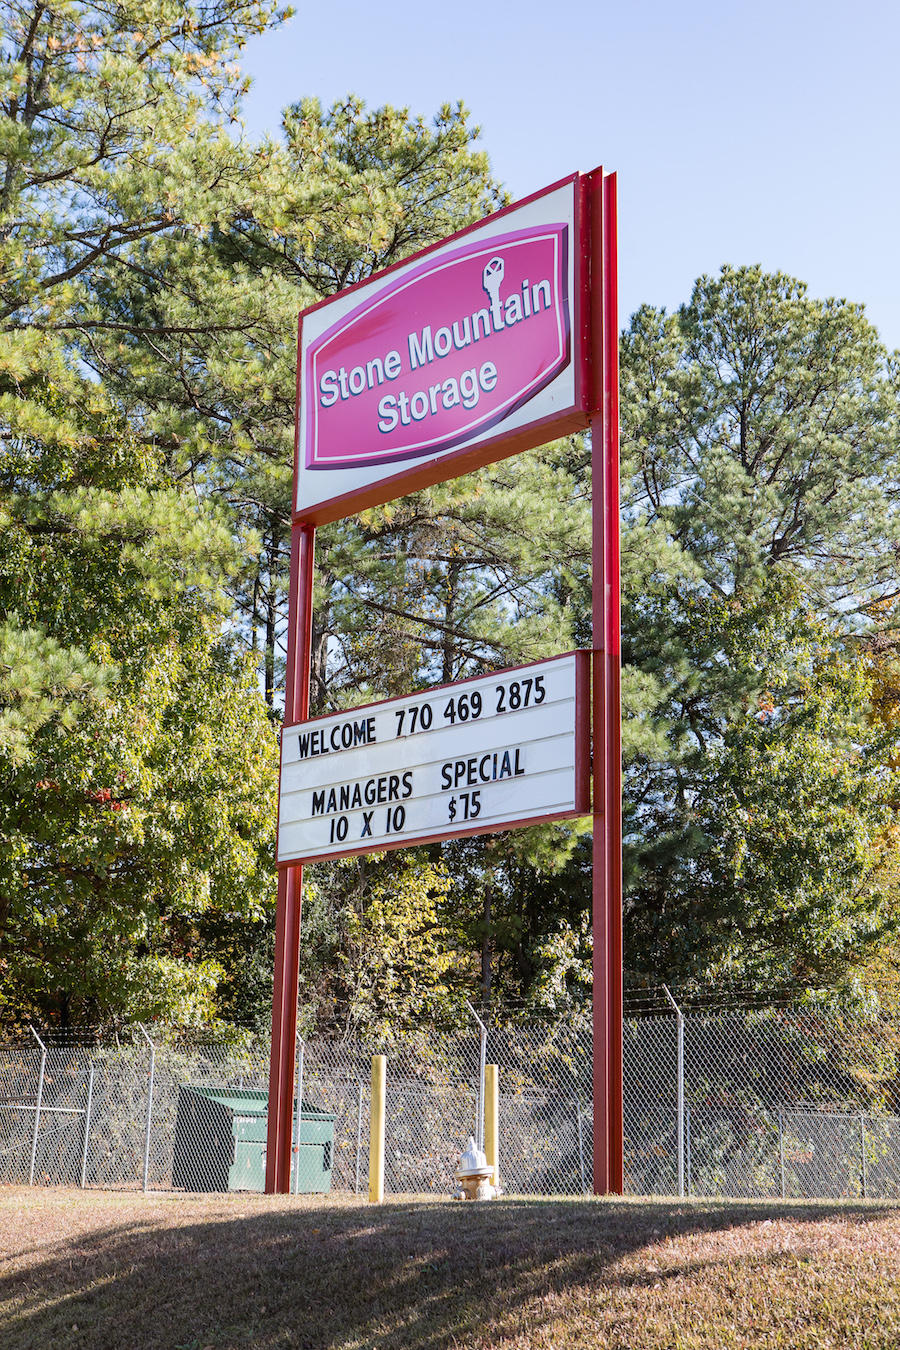 Stone Mountain
Storage
WELCOME 770 469 2875
MANAGERS SPECIAL
10 X 10 $75